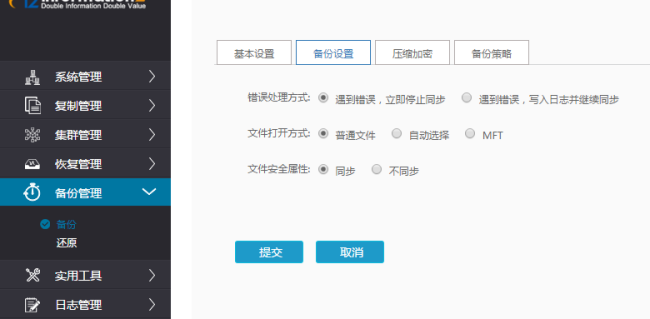 Double Information Double Value
系统管理
复制管理
集群管理
恢复管理
备份管理
备份
还原
实用工具
日志管理
基本设置 备份设置 压缩加密 备份策略
错误处理方式: 遇到错误，立即停止同步 遇到错误，写入日志并继续同步
文件打开方式: 普通文件 自动选择 MFT
文件安全属性: 同步 不同步
提交 取消